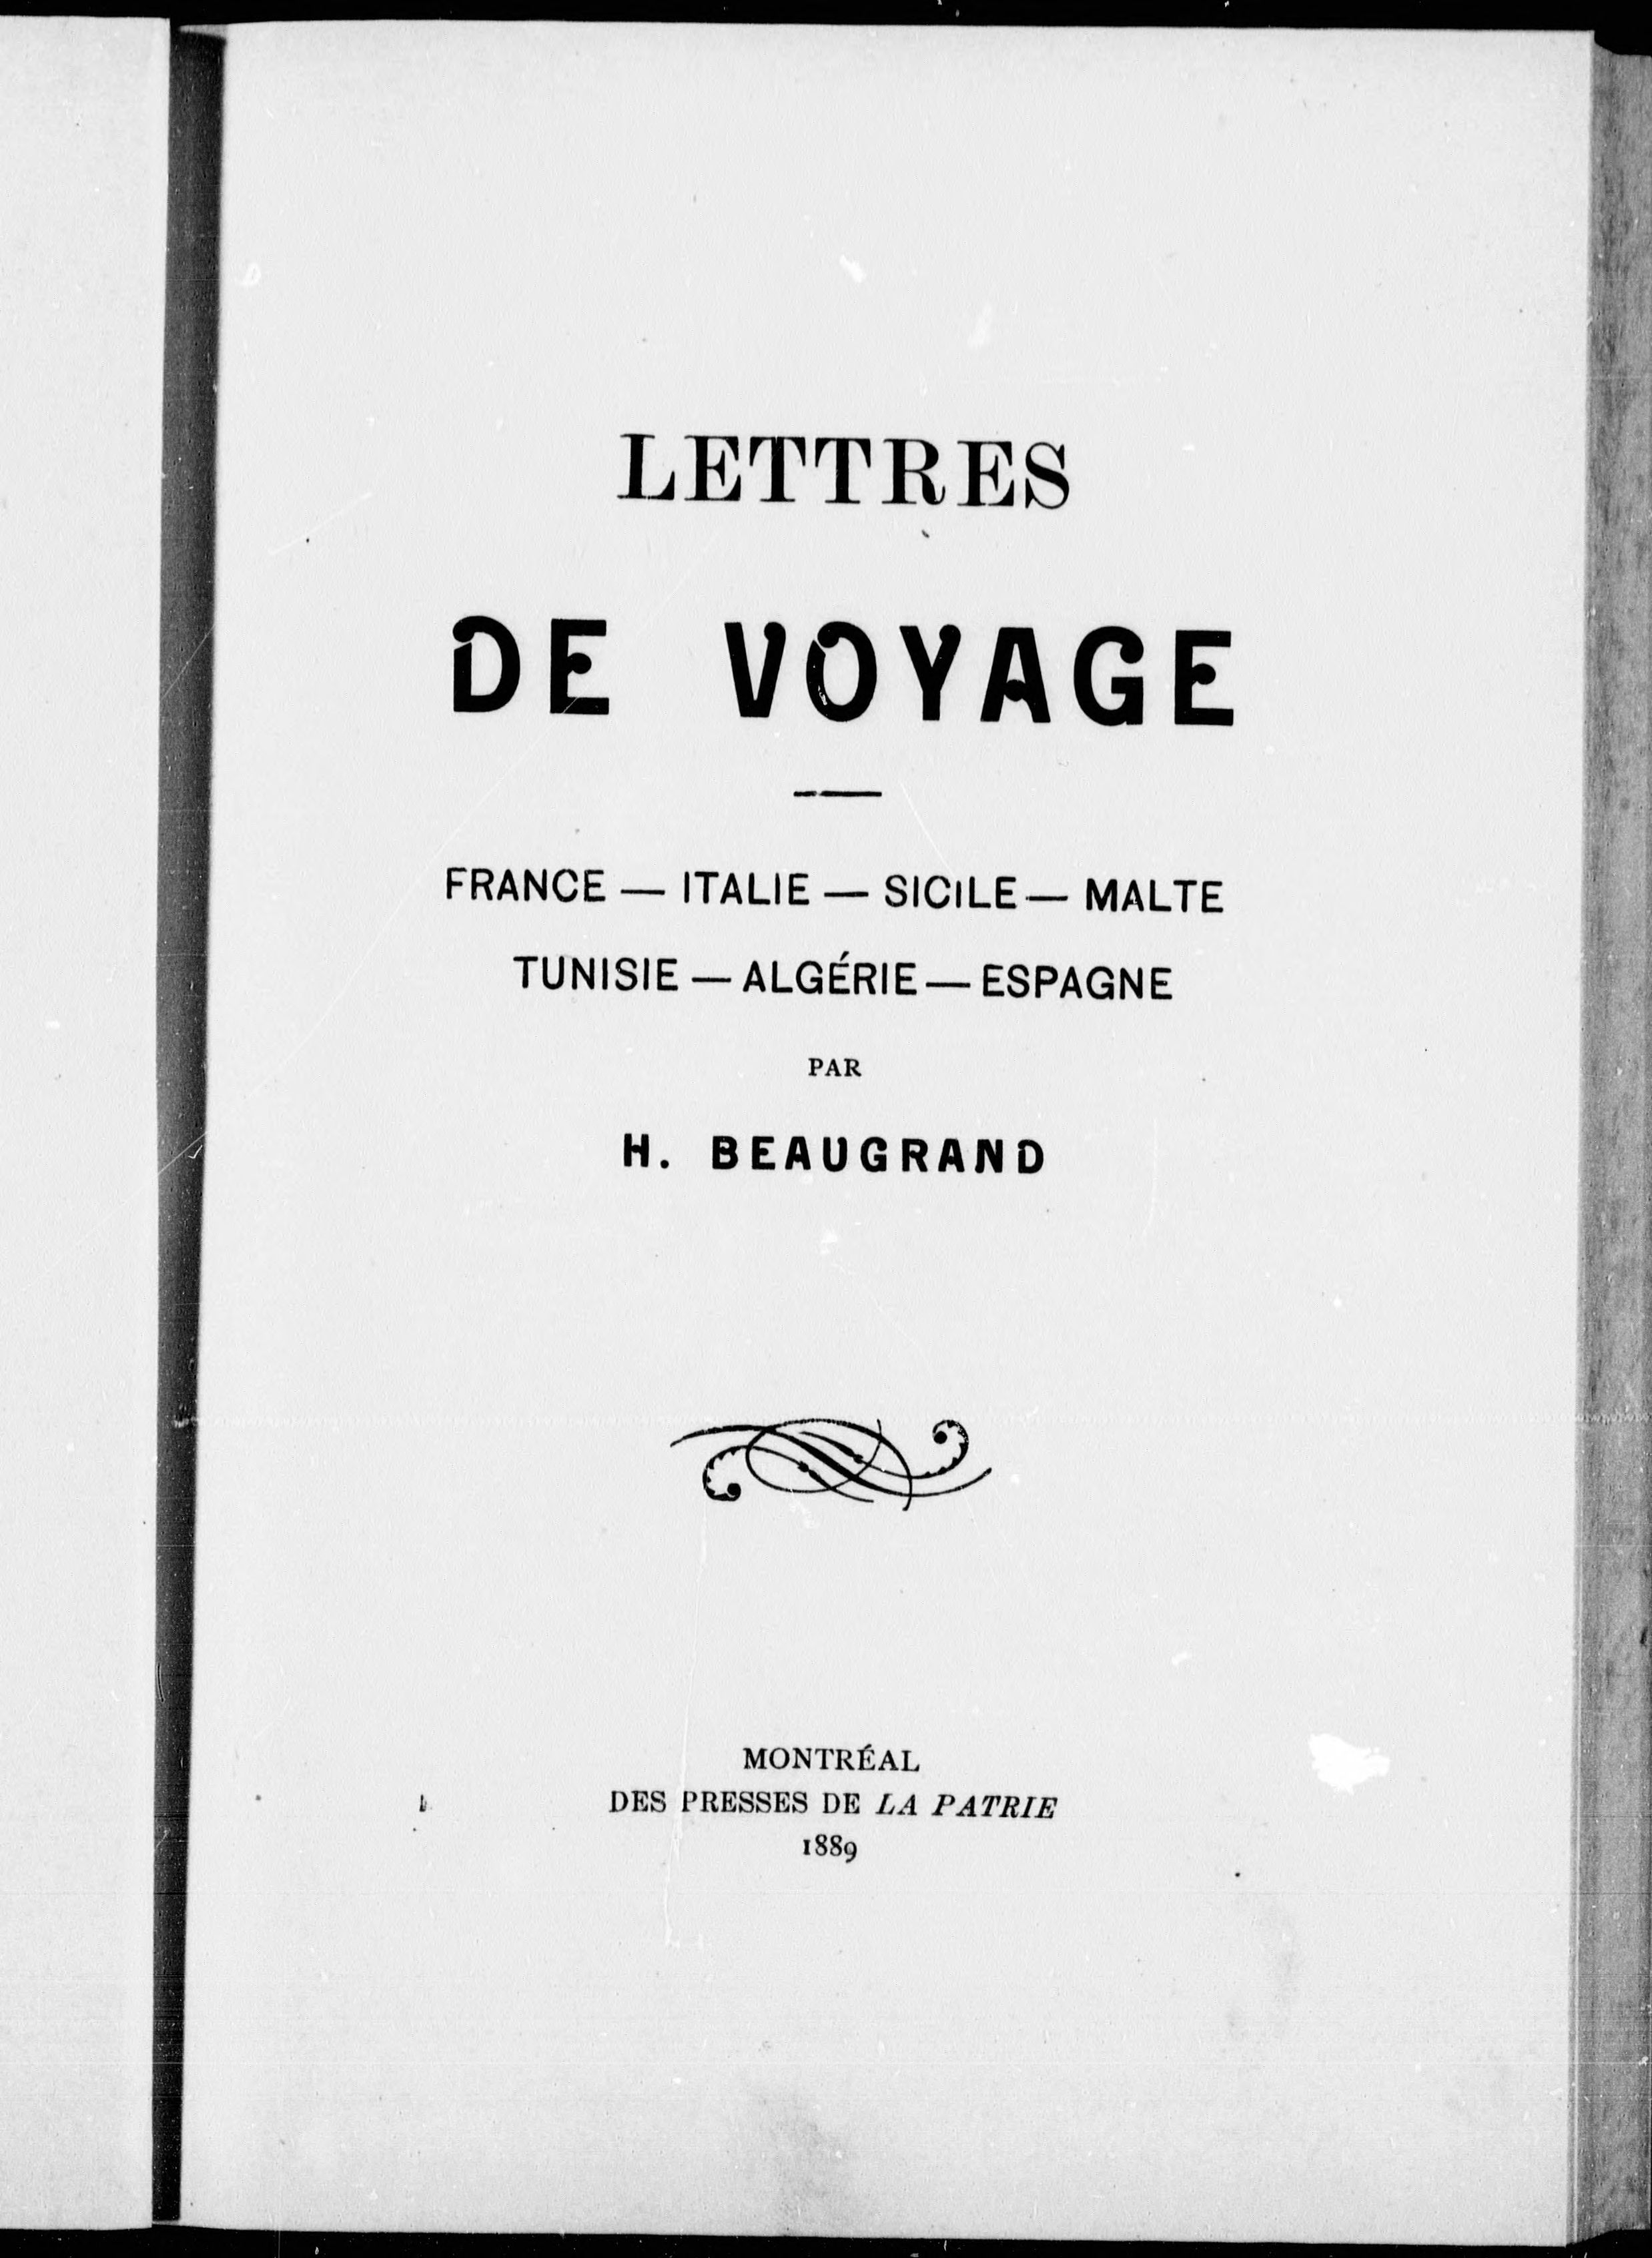 LETTRES
DE VOYAGE
FRANCE — ITALIE — SICILE — MALTE
TUNISIE — ALGÉRIE — ESPAGNE
PAR
H. BEAUGRAND
MONTRÉAL
DES PRESSES DE LA PATRIE
1889